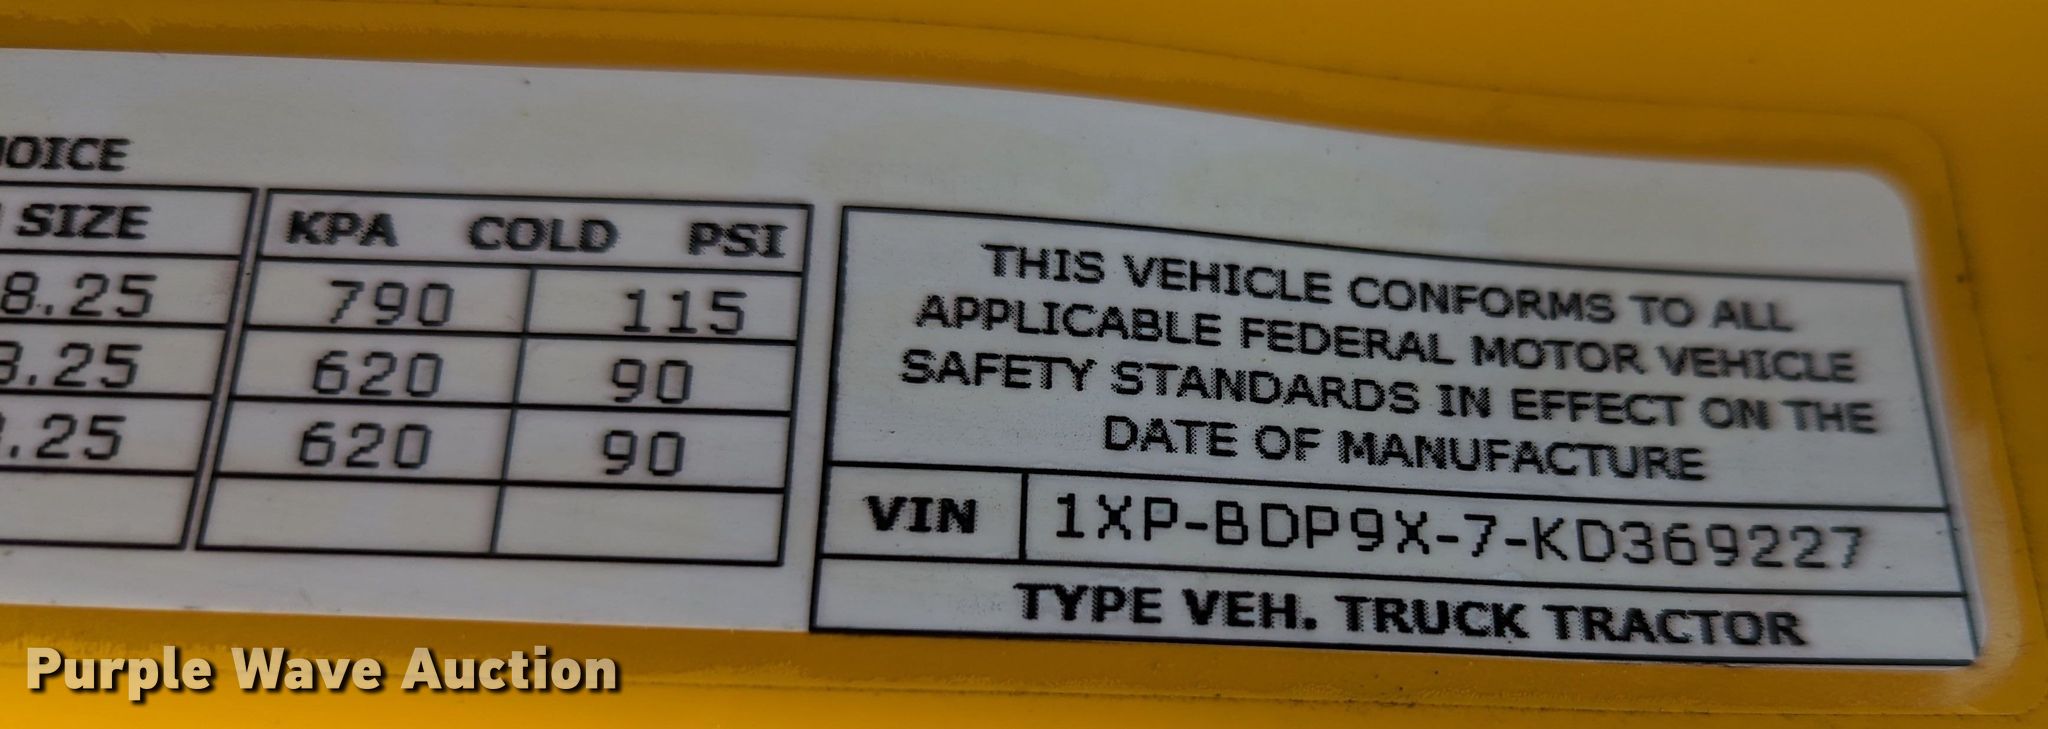 SIZE
8.25
.25
.25
KPA COLD PSI
790 115
620 90
620 90
THIS VEHICLE CONFORMS TO ALL
APPLICABLE FEDERAL MOTOR VEHICLE
SAFETY STANDARDS IN EFFECT ON THE
DATE OF MANUFACTURE
VIN 1XP-BDP9X-7-KD369227
TYPE VEH. TRUCK TRACTOR
Purple Wave Auction